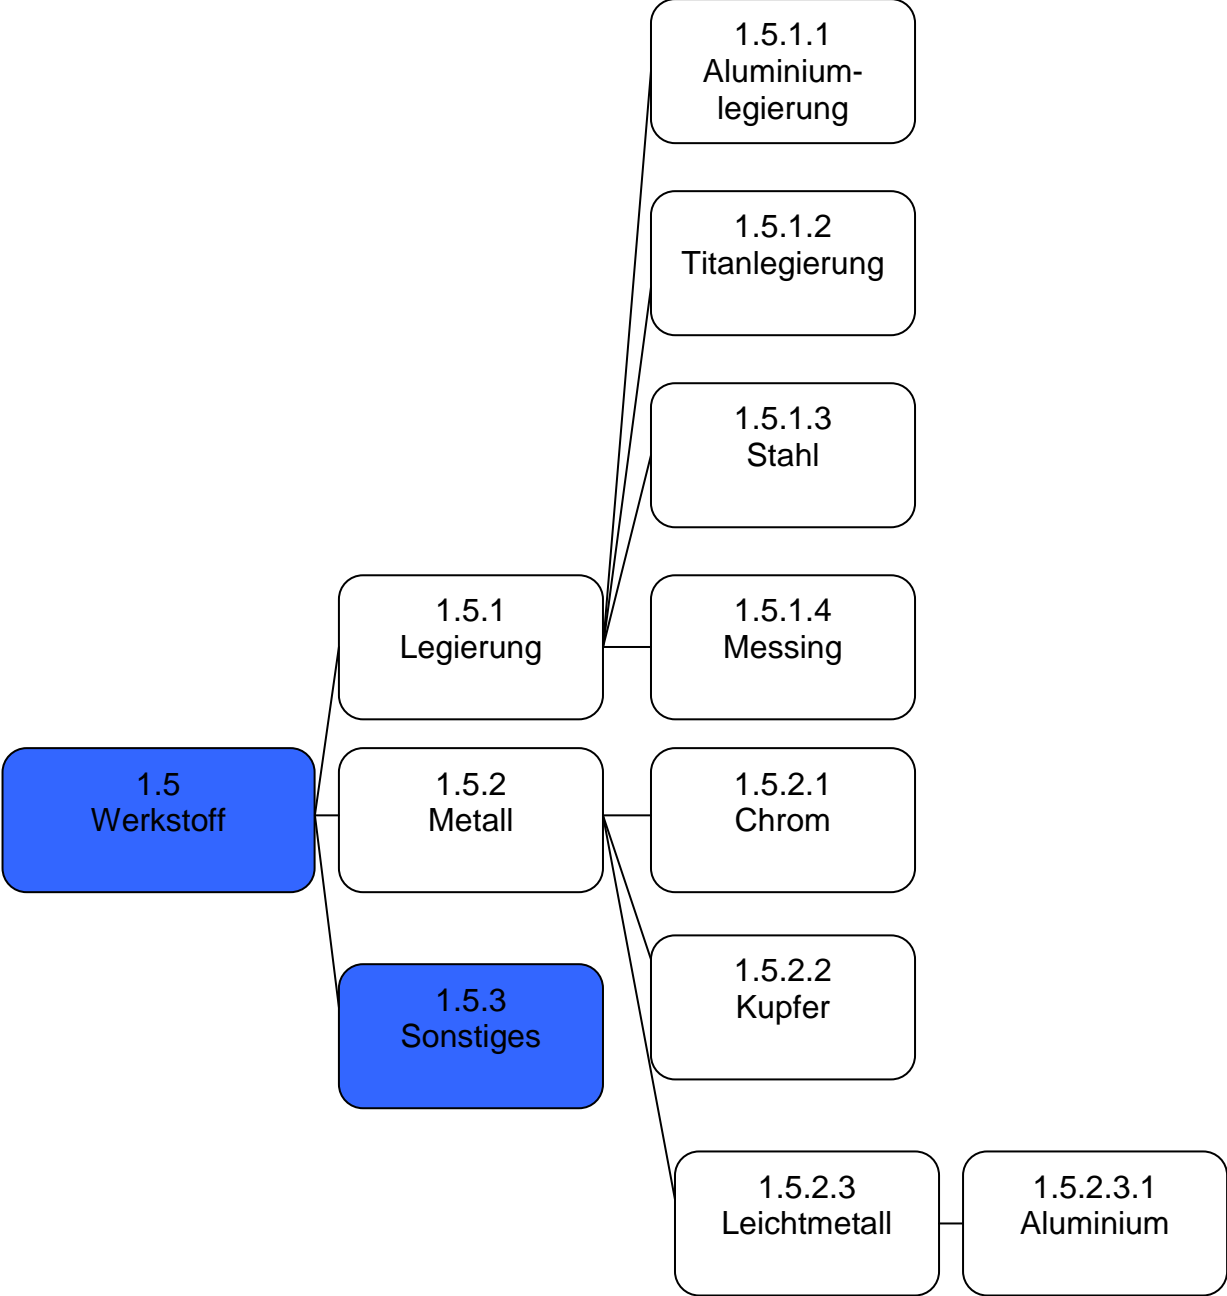 1.5.1.1
Aluminium-
legierung
1.5.1.2
Titanlegierung
1.5.1.3
Stahl
1.5.1
Legierung
1.5.1.4
Messing
1.5
Werkstoff
1.5.2
Metall
1.5.2.1
Chrom
1.5.3
Sonstiges
1.5.2.2
Kupfer
1.5.2.3
Leichtmetall
1.5.2.3.1
Aluminium